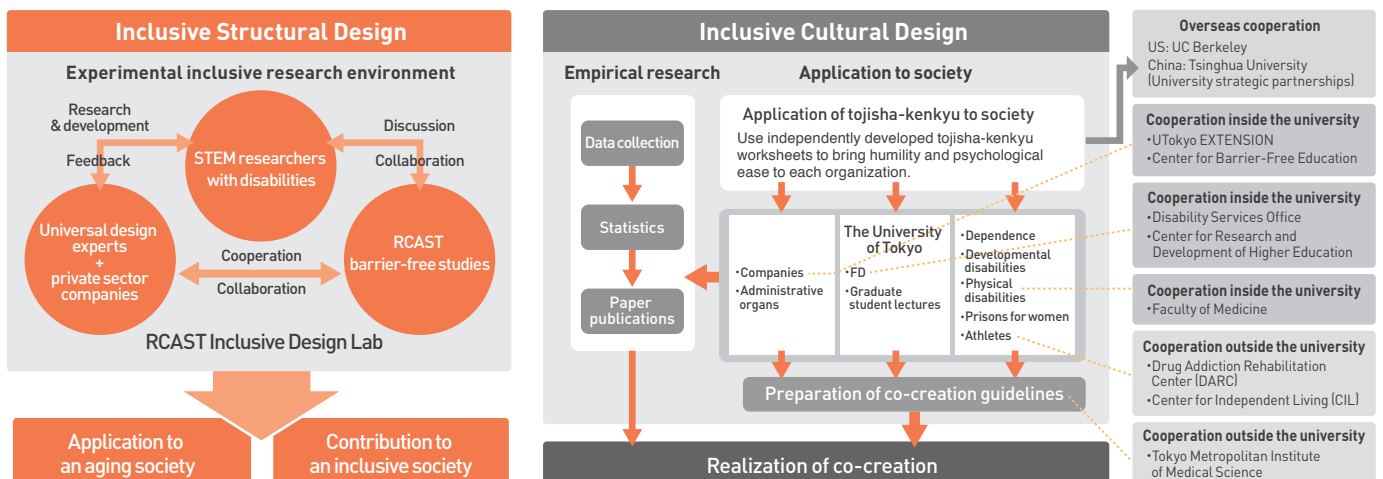 Inclusive Structural Design
Experimental inclusive research environment
Research
& development
Feedback
STEM researchers
with disabilities
Discussion
Collaboration
Universal design
experts
+
private sector
companies
Cooperation
Collaboration
RCAST
barrier-free studies
RCAST Inclusive Design Lab
Application to
an aging society
Contribution to
an inclusive society
Inclusive Cultural Design
Empirical research
Data collection
Statistics
Paper
publications
Application to society
Application of tojisha-kenkyu to society
Use independently developed tojisha-kenkyu
worksheets to bring humility and psychological
ease to each organization.
•Companies
•Administrative
organs
The University
of Tokyo
•FD
•Graduate
student lectures
•Dependence
•Developmental
disabilities
•Physical
disabilities
•Prisons for women
•Athletes
Preparation of co-creation guidelines
Realization of co-creation
Overseas cooperation
US: UC Berkeley
China: Tsinghua University
(University strategic partnerships)
Cooperation inside the university
•UTokyo EXTENSION
•Center for Barrier-Free Education
Cooperation inside the university
•Disability Services Office
•Center for Research and
Development of Higher Education
Cooperation inside the university
•Faculty of Medicine
Cooperation outside the university
•Drug Addiction Rehabilitation
Center (DARC)
•Center for Independent Living (CIL)
Cooperation outside the university
•Tokyo Metropolitan Institute
of Medical Science